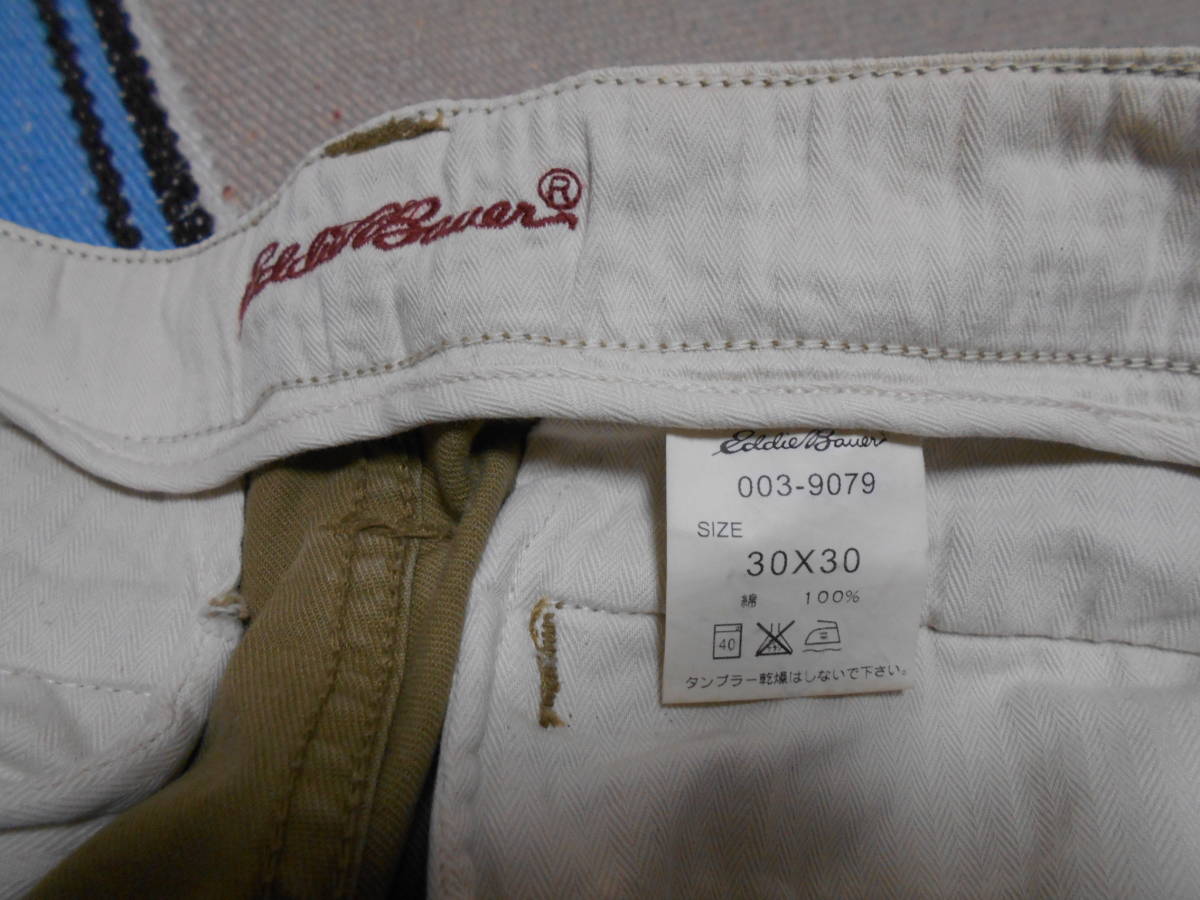 Eddie Bauer®
Eddie Bauer
003-9079
SIZE
30X30
綿 100%
40
タンブラー乾燥はしないで下さい。